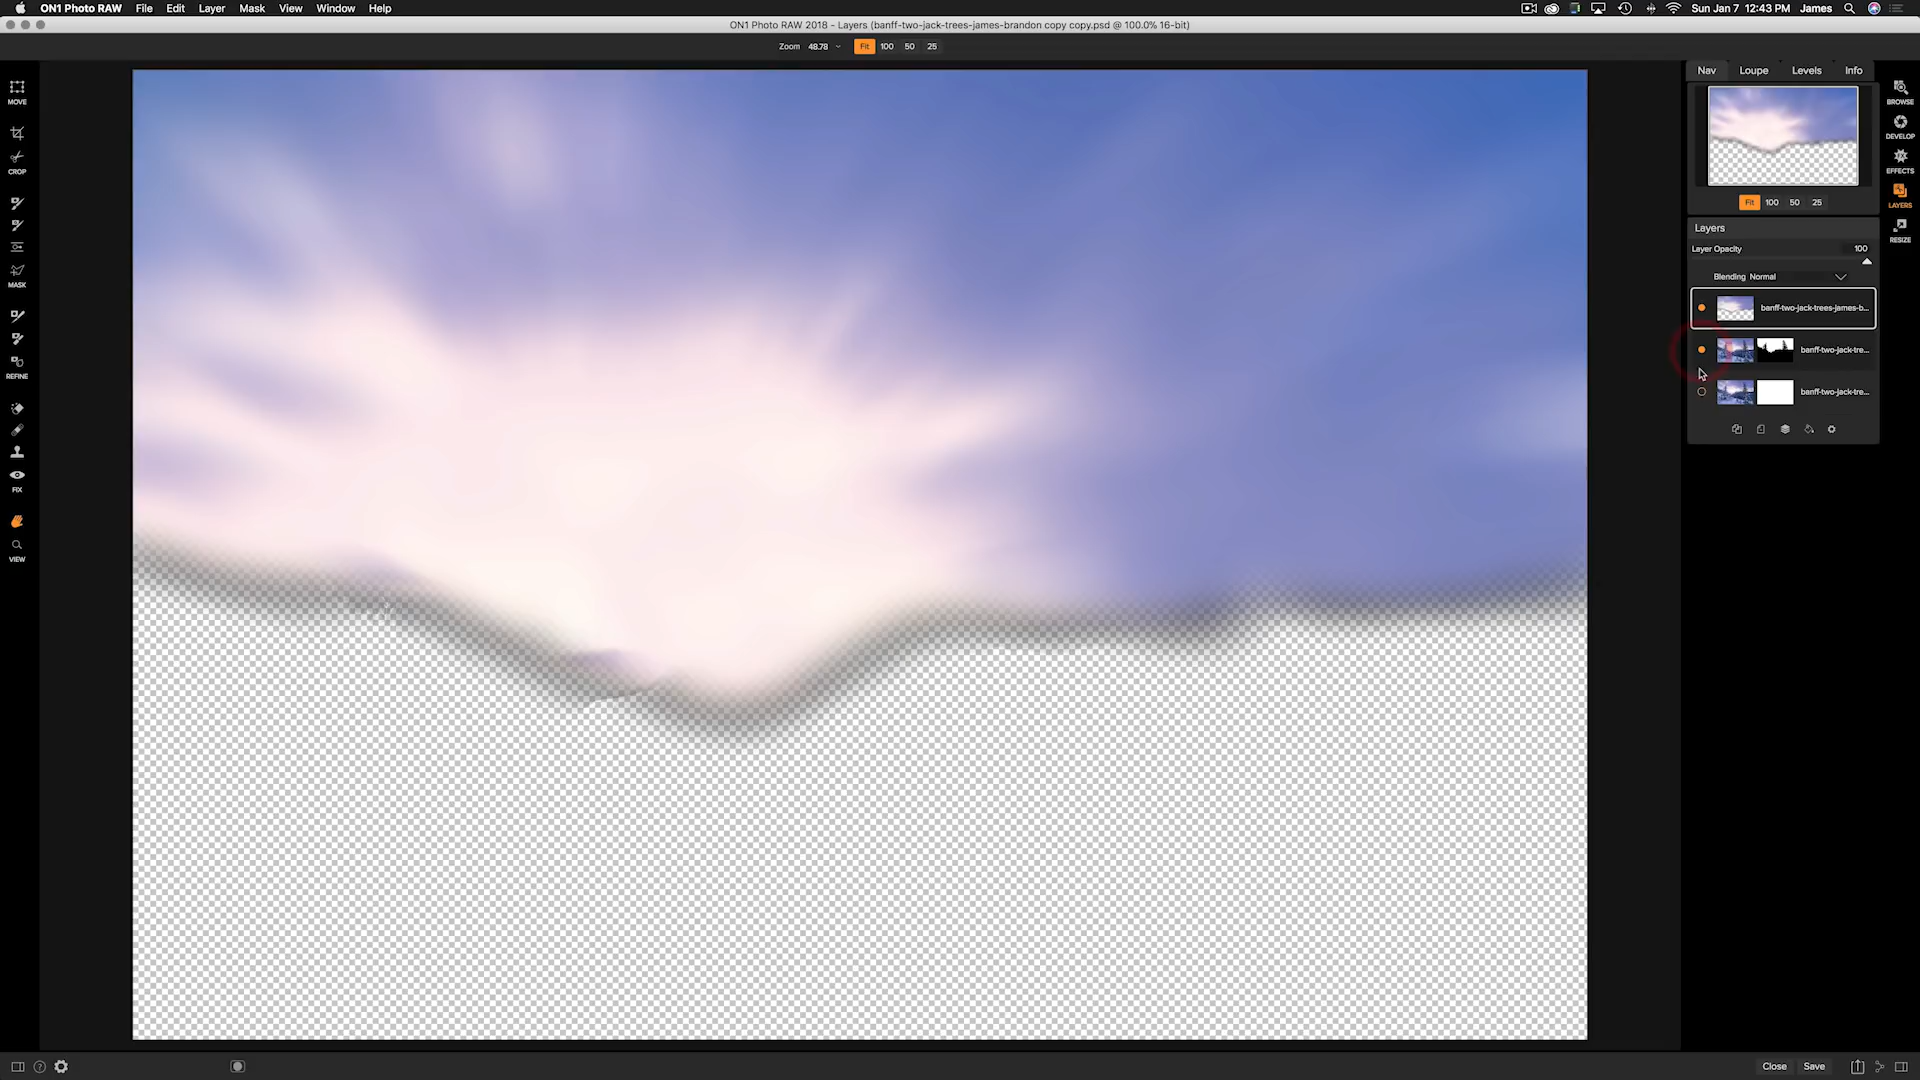 ON1 Photo RAW File Edit Layer Mask View Window Help Sun Jan 7 12:43 PM James
ON1 Photo RAW 2018 - Layers (banff-two-jack-trees-james-brandon copy copy.psd @ 100.0% 16-bit)
Zoom 48.78 Fit 100 50 25
Nav Loupe Levels Info
MOVE
CROP
MASK
REFINE
FIX
VIEW
BROWSE
DEVELOP
EFFECTS
LAYERS
RESIZE
Fit 100 50 25
Layers
Layer Opacity 100
Blending Normal
banff-two-jack-trees-james-b...
banff-two-jack-tre...
banff-two-jack-tre...
?
Close Save